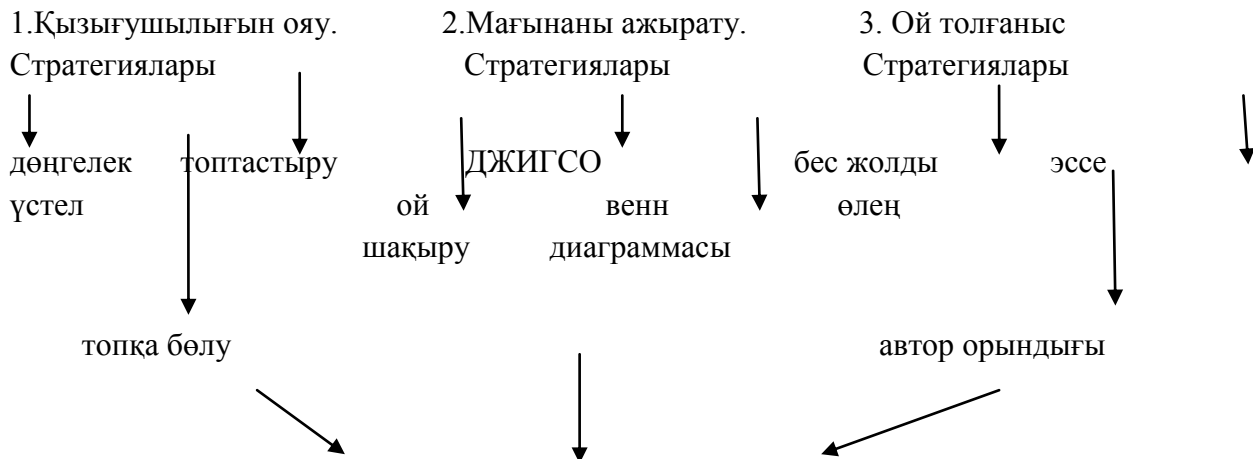 1.Қызығушылығын ояу. 2.Мағынаны ажырату. 3. Ой толғаныс
Стратегиялары Стратегиялары Стратегиялары
дөңгелек топтастыру ДЖИГСО бес жолды эссе
үстел ой венн өлең
шақыру диаграммасы
топқа бөлу автор орындығы